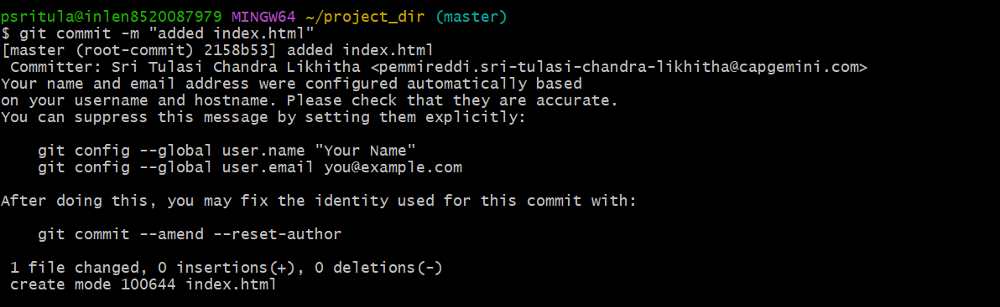 psritula@inlen8520087979 MINGW64 ~/project_dir (master)
$ git commit -m "added index.html"
[master (root-commit) 2158b53] added index.html
 Committer: Sri Tulasi Chandra Likhitha <pemmireddi.sri-tulasi-chandra-likhitha@capgemini.com>
Your name and email address were configured automatically based
on your username and hostname. Please check that they are accurate.
You can suppress this message by setting them explicitly:

    git config --global user.name "Your Name"
    git config --global user.email you@example.com

After doing this, you may fix the identity used for this commit with:

    git commit --amend --reset-author

 1 file changed, 0 insertions(+), 0 deletions(-)
 create mode 100644 index.html